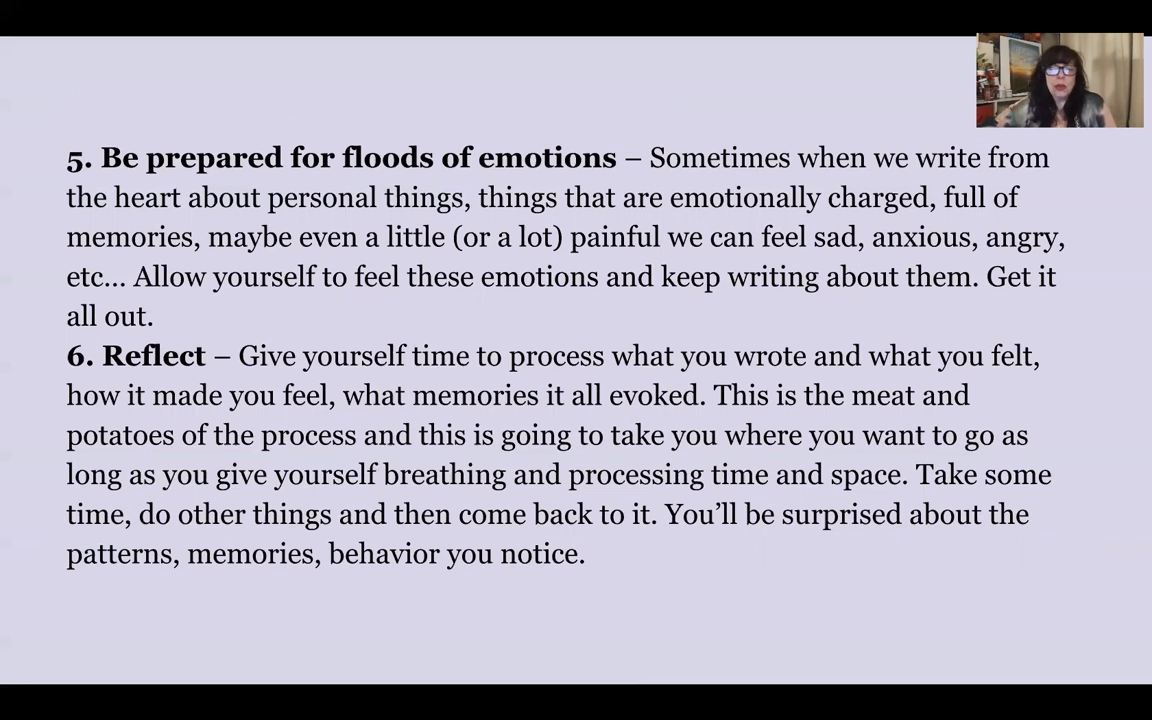 5. Be prepared for floods of emotions – Sometimes when we write from
the heart about personal things, things that are emotionally charged, full of
memories, maybe even a little (or a lot) painful we can feel sad, anxious, angry,
etc... Allow yourself to feel these emotions and keep writing about them. Get it
all out.
6. Reflect – Give yourself time to process what you wrote and what you felt,
how it made you feel, what memories it all evoked. This is the meat and
potatoes of the process and this is going to take you where you want to go as
long as you give yourself breathing and processing time and space. Take some
time, do other things and then come back to it. You’ll be surprised about the
patterns, memories, behavior you notice.